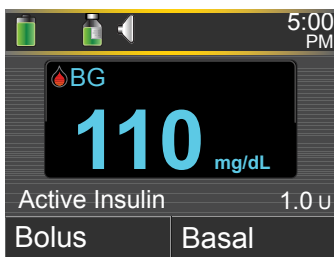 5:00
PM
BG
110 mg/dL
Active Insulin 1.0 U
Bolus Basal